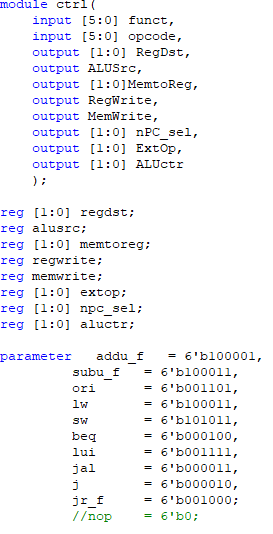 module ctrl(
input [5:0] funct,
input [5:0] opcode,
output [1:0] RegDst,
output ALUSrc,
output [1:0]MemtoReg,
output RegWrite,
output MemWrite,
output [1:0] nPC_sel,
output [1:0] ExtOp,
output [1:0] ALUctr
);
reg [1:0] regdst;
reg alusrc;
reg [1:0] memtoreg;
reg regwrite;
reg memwrite;
reg [1:0] extop;
reg [1:0] npc_sel;
reg [1:0] aluctr;
parameter addu_f = 6'b100001,
subu_f = 6'b100011,
ori = 6'b001101,
lw = 6'b100011,
sw = 6'b101011,
beq = 6'b000100,
lui = 6'b001111,
jal = 6'b000011,
j = 6'b000010,
jr_f = 6'b001000;
//nop = 6'b0;